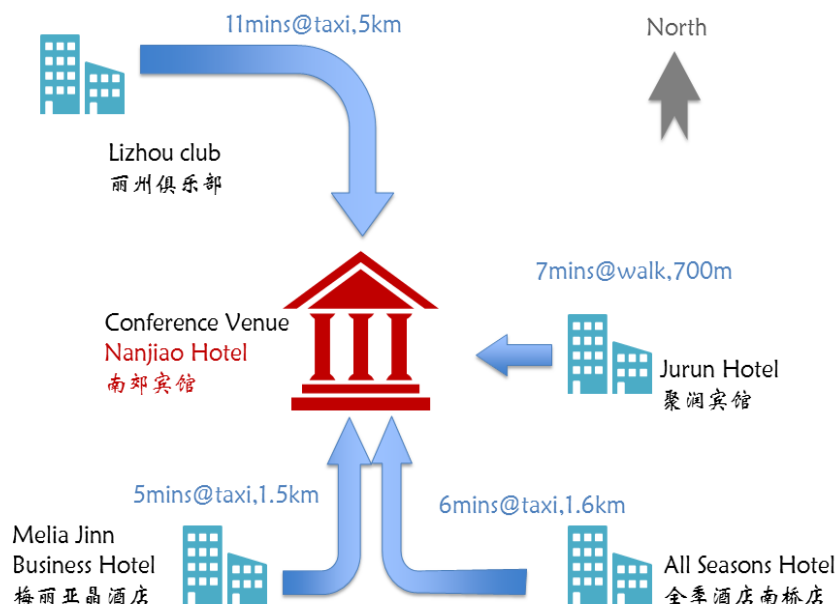 11mins@taxi,5km
North
Lizhou club
丽州俱乐部
7mins@walk,700m
Conference Venue
Nanjiao Hotel
南郊宾馆
Jurun Hotel
聚润宾馆
5mins@taxi,1.5km
6mins@taxi,1.6km
Melia Jinn
Business Hotel
梅丽亚晶酒店
All Seasons Hotel
全季酒店南桥店